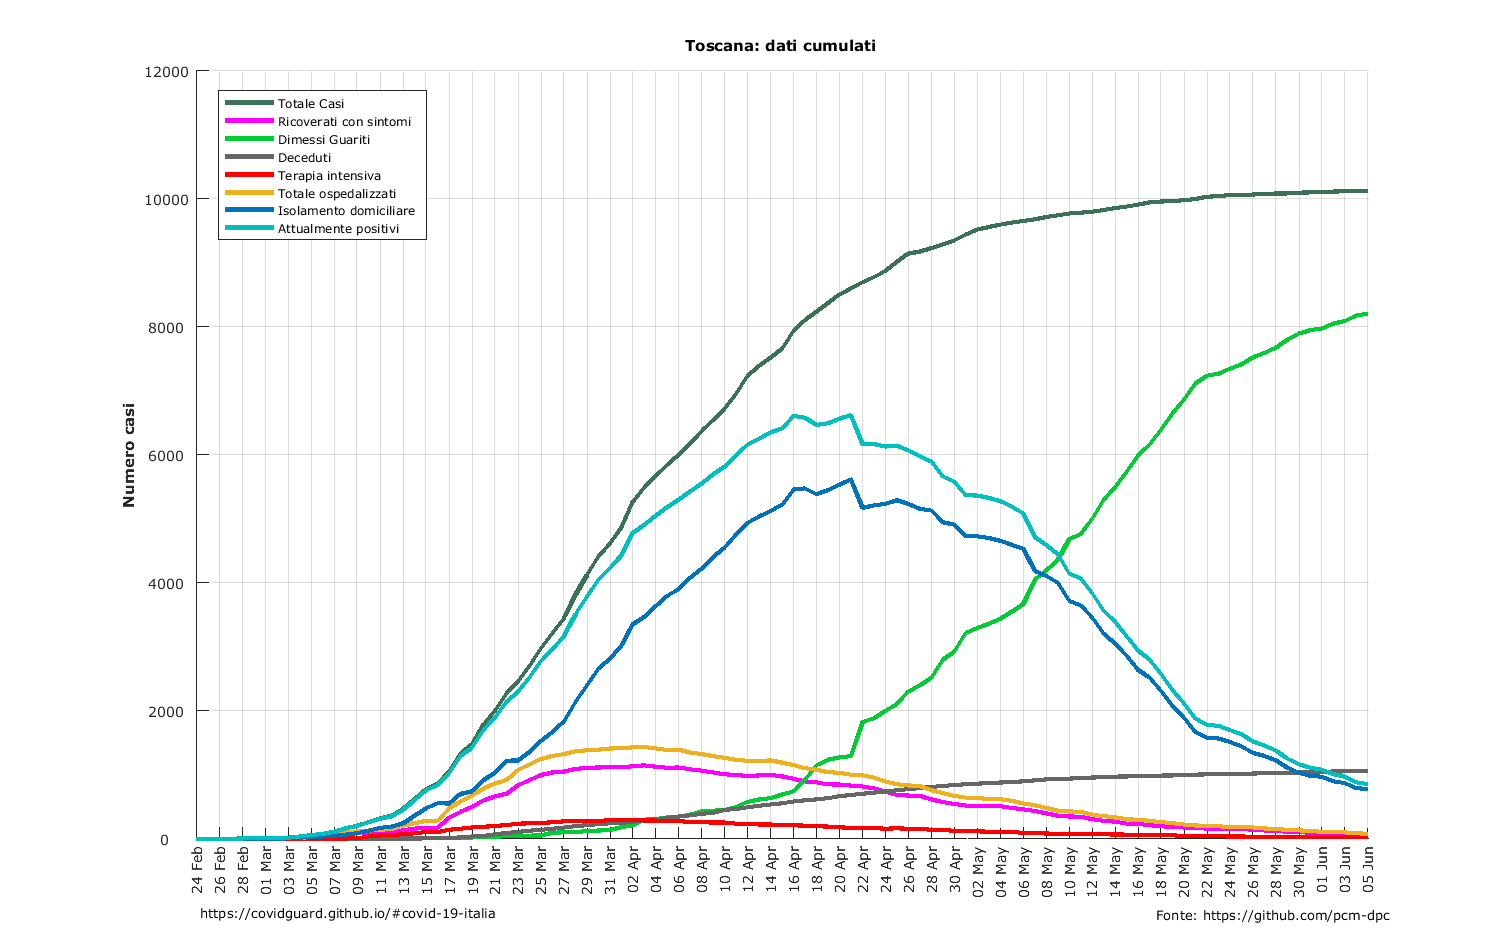 Toscana: dati cumulati
Numero casi
12000
10000
8000
6000
4000
2000
0
Totale Casi
Ricoverati con sintomi
Dimessi Guariti
Deceduti
Terapia intensiva
Totale ospedalizzati
Isolamento domiciliare
Attualmente positivi
24 Feb
26 Feb
28 Feb
01 Mar
03 Mar
05 Mar
07 Mar
09 Mar
11 Mar
13 Mar
15 Mar
17 Mar
19 Mar
21 Mar
23 Mar
25 Mar
27 Mar
29 Mar
31 Mar
02 Apr
04 Apr
06 Apr
08 Apr
10 Apr
12 Apr
14 Apr
16 Apr
18 Apr
20 Apr
22 Apr
24 Apr
26 Apr
28 Apr
30 Apr
02 May
04 May
06 May
08 May
10 May
12 May
14 May
16 May
18 May
20 May
22 May
24 May
26 May
28 May
30 May
01 Jun
03 Jun
05 Jun
https://covidguard.github.io/#covid-19-italia
Fonte: https://github.com/pcm-dpc